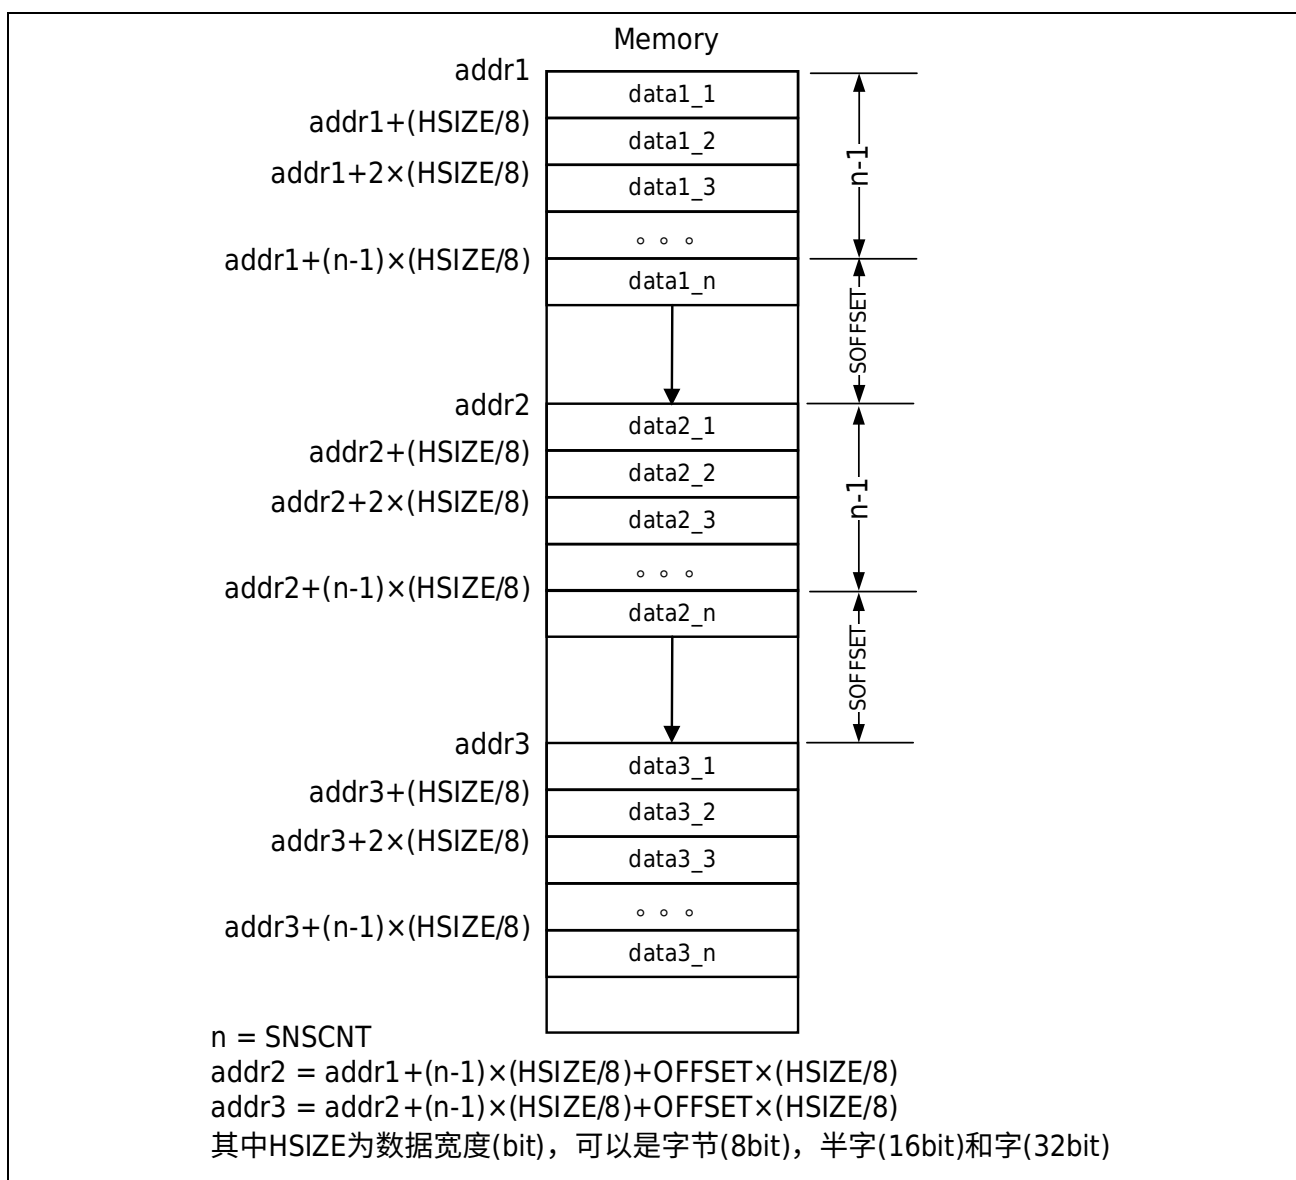 Memory
addr1
data1_1
addr1+(HSIZE/8)
data1_2
addr1+2×(HSIZE/8)
data1_3
n-1
。。。
addr1+(n-1)×(HSIZE/8)
data1_n
SOFFSET
addr2
data2_1
addr2+(HSIZE/8)
data2_2
addr2+2×(HSIZE/8)
data2_3
n-1
。。。
addr2+(n-1)×(HSIZE/8)
data2_n
SOFFSET
addr3
data3_1
addr3+(HSIZE/8)
data3_2
addr3+2×(HSIZE/8)
data3_3
。。。
addr3+(n-1)×(HSIZE/8)
data3_n
n = SNSCNT
addr2 = addr1+(n-1)×(HSIZE/8)+OFFSET×(HSIZE/8)
addr3 = addr2+(n-1)×(HSIZE/8)+OFFSET×(HSIZE/8)
其中HSIZE为数据宽度(bit)，可以是字节(8bit)，半字(16bit)和字(32bit)